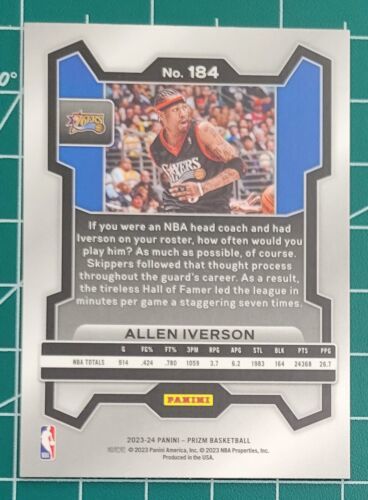 No. 184
76ERS
SIXERS
If you were an NBA head coach and had
Iverson on your roster, how often would you
play him? As much as possible, of course.
Skippers followed that thought process
throughout the guard's career. As a result,
the tireless Hall of Famer led the league in
minutes per game a staggering seven times.
ALLEN IVERSON
G FG% FT% 3PM RPG APG STL BLK PTS PPG
NBA TOTALS 914 .424 .780 1059 3.7 6.2 1983 164 24368 26.7
PANINI
2023-24 PANINI – PRIZM BASKETBALL
© 2023 Panini America, Inc. © 2023 NBA Properties, Inc.
Produced in the USA.
NBA